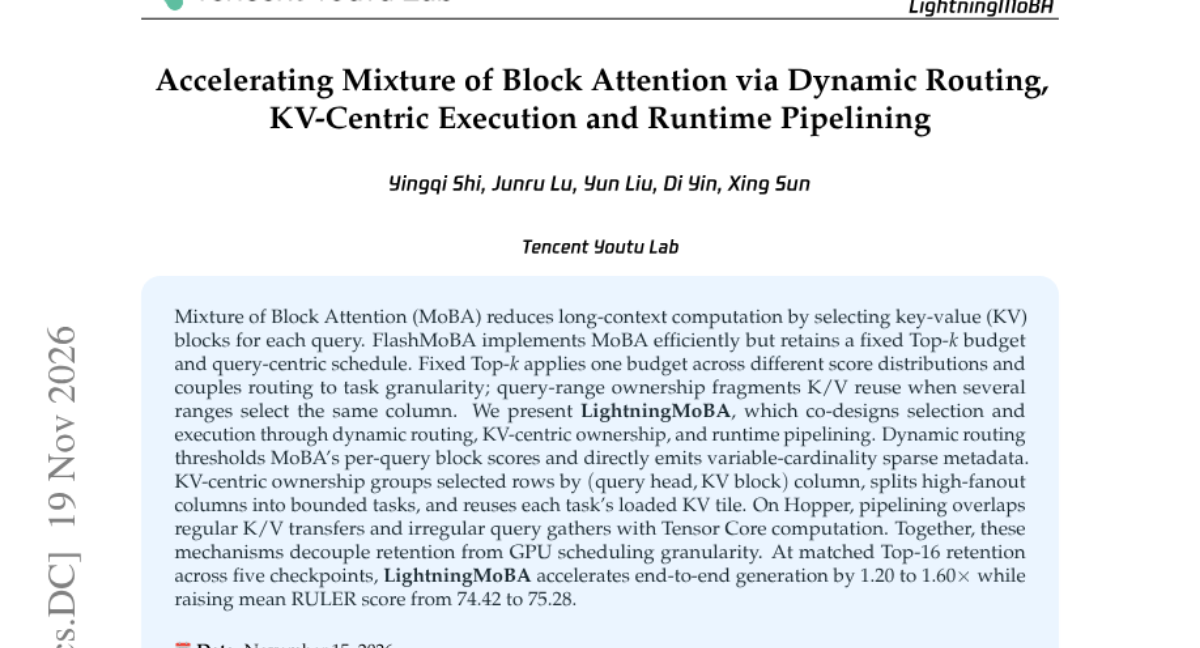 LightningMoBA
Accelerating Mixture of Block Attention via Dynamic Routing,
KV-Centric Execution and Runtime Pipelining
Yingqi Shi, Junru Lu, Yun Liu, Di Yin, Xing Sun
Tencent Youtu Lab
Mixture of Block Attention (MoBA) reduces long-context computation by selecting key-value (KV)
blocks for each query. FlashMoBA implements MoBA efficiently but retains a fixed Top-k budget
and query-centric schedule. Fixed Top-k applies one budget across different score distributions and
couples routing to task granularity; query-range ownership fragments K/V reuse when several
ranges select the same column. We present LightningMoBA, which co-designs selection and
execution through dynamic routing, KV-centric ownership, and runtime pipelining. Dynamic routing
thresholds MoBA's per-query block scores and directly emits variable-cardinality sparse metadata.
KV-centric ownership groups selected rows by (query head, KV block) column, splits high-fanout
columns into bounded tasks, and reuses each task's loaded KV tile. On Hopper, pipelining overlaps
regular K/V transfers and irregular query gathers with Tensor Core computation. Together, these
mechanisms decouple retention from GPU scheduling granularity. At matched Top-16 retention
across five checkpoints, LightningMoBA accelerates end-to-end generation by 1.20 to 1.60× while
raising mean RULER score from 74.42 to 75.28.
cs.DC] 19 Nov 2026